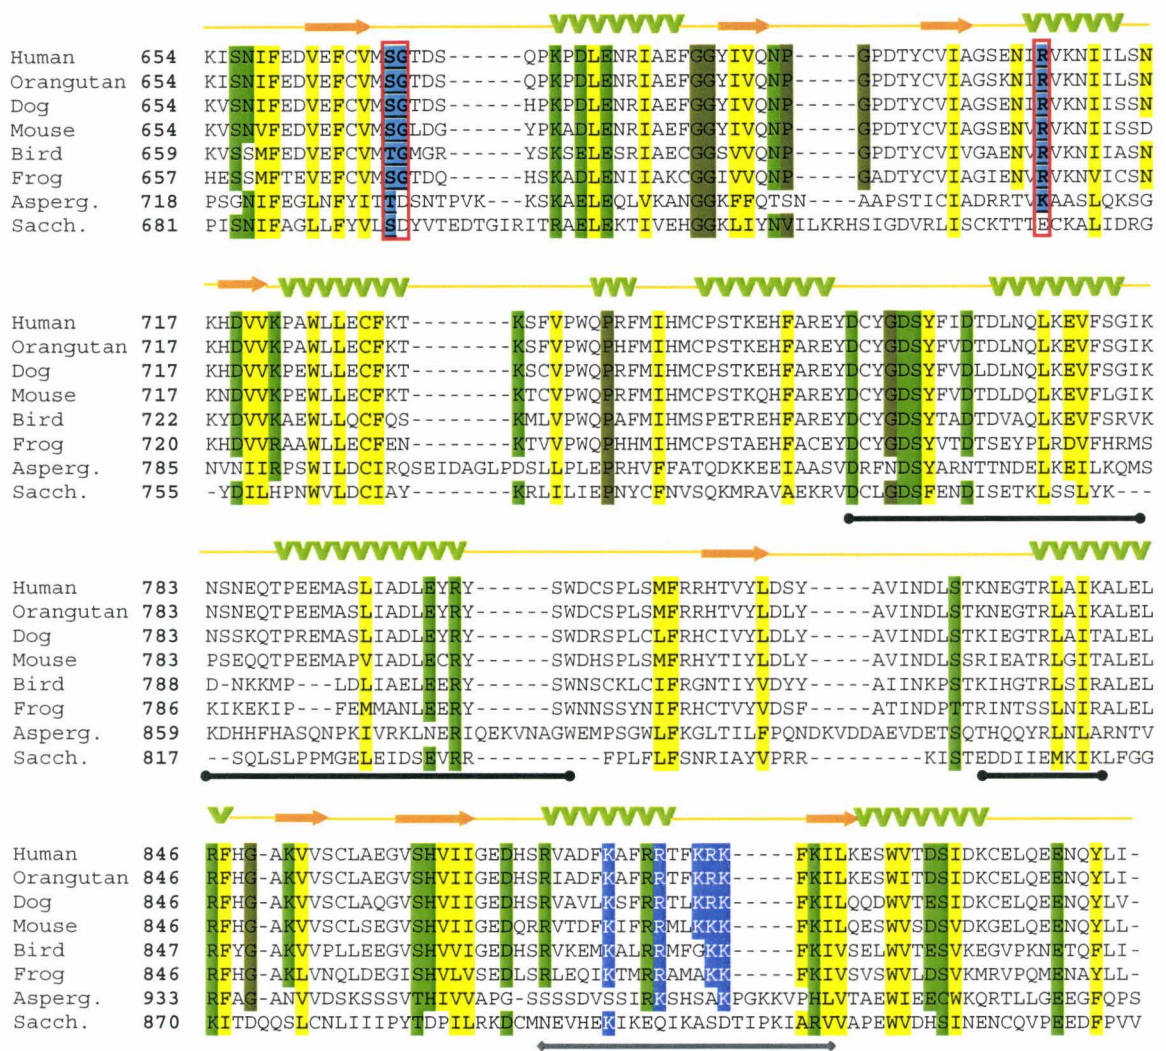 Human 654 KISNIFEDVEFCVMSGTDS------QPKPDLENRIAEFGGYIVQNP-----GPDTYCVIAGSENIRVKNIILSN
Orangutan 654 KISNIFEDVEFCVMSGTDS------QPKPDLENRIAEFGGYIVQNP-----GPDTYCVIAGSENIRVKNIILSN
Dog 654 KVSNIFEDVEFCVMSGTDS------HPKPDLENRIAEFGGYIVQNP-----GPDTYCVIAGSKNIRVKNIISSN
Mouse 654 KVSNVFEDVEFCVMSGLDG------YPKADLENRIAEFGGYIVQNP-----GPDTYCVIAGSENVRVKNIISSD
Bird 659 KVSSMFEDVEFCVMTGMGR------YSKSELESRIAECGGSVVQNP-----GPDTYCVIVGAENVRVKNIIASN
Frog 657 HESSMFTEVEFCVMSGTDQ------HSKADLENIIAKCGGIVVQNP-----GADTYCVIAGIENVRVKNVICSN
Asperg. 718 PSGNIFEGLNFYITTDSNTPVK---KSKAELEQLVKANGGKFFQTSN----AAPSTICIADRRTVKAASLQKSG
Sacch. 681 PISNIFAGLLFYVLSDYVTEDTGIRITRAELEKTIVEHGGKLIYNVILKRHSIGDVRLISCKTTTECKALIDRG
Human 717 KHDVVKPAWLLECFKT--------KSFVPWQPRFMIHMCPSTKEHFAREYDCYGDSYFIDTDLNQLKEVFSGIK
Orangutan 717 KHDVVKPAWLLECFKT--------KSFVPWQPHFMIHMCPSTKEHFAREYDCYGDSYFVDTDLNQLKEVFSGIK
Dog 717 KHDVVKPEWLLECFKT--------KSCVPWQPRFMIHMCPSTKEHFAREYDCYGDSYFVDLDLNQLKEVFSGIK
Mouse 717 KNDVVKPEWLLECFKT--------KTCVPWQPRFMIHMCPSTKQHFAREYDCYGDSYFVDTDLDQLKEVFLGIK
Bird 722 KYDVVKAEWLLQCFQS--------KMLVPWQPAFMIHMSPETREHFAREYDCYGDSYTADTDVAQLKEVFSRVK
Frog 720 KHDVVRAAWLLECFEN--------KTVVPWQPHHMIHMCPSTAEHFACEYDCYGDSYVTDTSEYPLRDVFHRMS
Asperg. 785 NVNIIRPSWILDCIRQSEIDAGLPDSLLPLEPRHVFFATQDKKEEIAASVDRFNDSYARNTTNDELKEILKQMS
Sacch. 755 -YDILHPNWVLDCIAY--------KRLILIEPNYCFNVSQKMRAVAEKRVDCLGDSFENDISETKLSSLYK---
Human 783 NSNEQTPEEMASLIADLEYRY------SWDCSPLSMFRRHTVYLDSY-----AVINDLSTKNEGTRLAIKALEL
Orangutan 783 NSNEQTPEEMASLIADLEYRY------SWDCSPLSMFRRHTVYLDSY-----AVINDLSTKNEGTRLAIKALEL
Dog 783 NSSKQTPREMASLIADLEYRY------SWDRSPLCLFRHCIVYLDLY-----AVINDLSTKIEGTRLAITALEL
Mouse 783 PSEQQTPEEMAPVIADLECRY------SWDHSPLSMFRHYTIYLDLY-----AVINDLSSRIEATRLGITALEL
Bird 788 D-NKKMP---LDLIAELEERY------SWNSCKLCIFRGNTIYVDYY-----AIINKPSTKIHGTRLSIRALEL
Frog 786 KIKEKIP---FEMMANLEERY------SWNNSSYNIFRHCTVYVDSF-----ATINDPTTRINTSSLNIRALEL
Asperg. 859 KDHHFHASQNPKIVRKLNERIQEKVNAGWEMPSGWLFKGLTILFPQNDKVDDAEVDETSQTHQQYRLNLARNTV
Sacch. 817 --SQLSLPPMGELEIDSEVRR------FPLFLFSNRIAYVPRR-------KISTEDDIIEMKIKLFGG
Human 846 RFHG-AKVVSCLAEGVSHVIIGEDHSRVADFKAFRRTFKRK-----FKILKESWVTDSIDKCELQEENQYLI-
Orangutan 846 RFHG-AKVVSCLAEGVSHVIIGEDHSRIADFKAFRRTFKRK-----FKILKESWITDSIDKCELQEENQYLI-
Dog 846 RFHG-AKVVSCLAQGVSHVIIGEDHSRVAVLKSFRRTLKRK-----FKILQQDWVTESIDKCELQEENQYLI-
Mouse 846 RFHG-AKVVSCLSEGVSHVIIGEDQRRVTDFKIFRRMLKKK-----FKILQESWVSDSVDKGELQEENQYLV-
Bird 847 RFYG-AKVVPLLEEGVSHVVIGEDHSRVKEMKALRRMFGKK-----FKIVSELWVTESVKEGVPKNETQFLI-
Frog 846 RFHG-AKLVNQLDEGISHVLVSEDLSRLEQIKTMRRAMAKK-----FKIVSVSWVLDSVKMRVPQMENAYLL-
Asperg. 933 RFAG-ANVVDSKSSSVTHIVVAPG-SSSSDVSSIRKSHSAKPGKKVPHLVTAEWIEECWKQRTLLGEEGFQPS
Sacch. 870 KITDQQSLCNLIIIPYTDPILRKDCMNEVHEKIKEQIKASDTIPKIARVVAPEWVDHSINENCQVPEEDFPVV